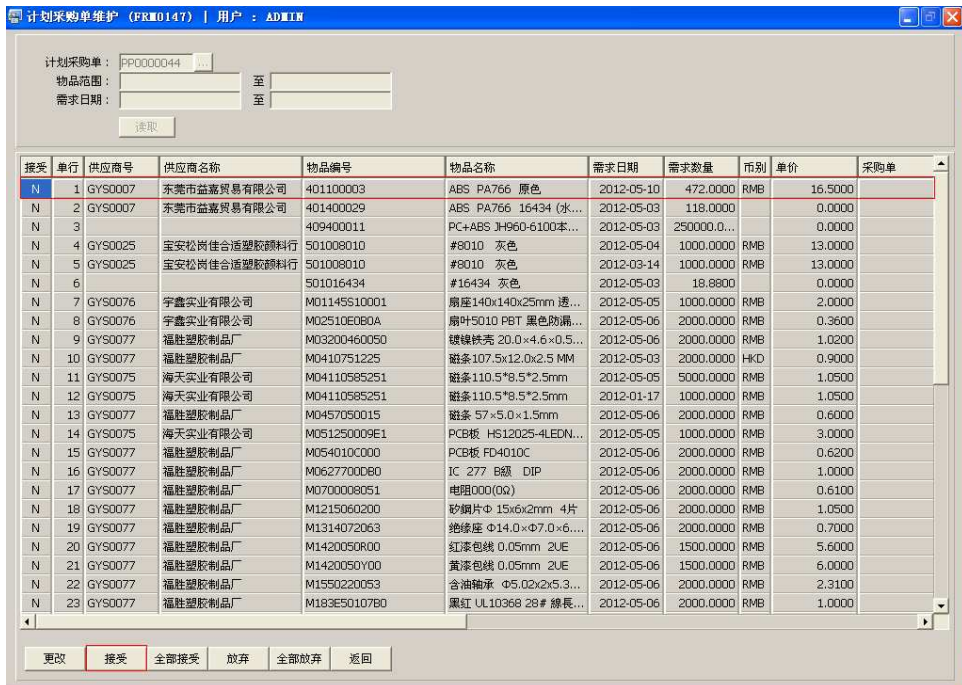 计划采购单维护 (FRM0147) | 用户 : ADMIN
计划采购单: PP0000044 ...
物品范围: 至
需求日期: 至
读取
接受 单行 供应商号 供应商名称 物品编号 物品名称 需求日期 需求数量 币别 单价 采购单
N 1 GYS0007 东莞市益嘉贸易有限公司 401100003 ABS PA766 原色 2012-05-10 472.0000 RMB 16.5000
N 2 GYS0007 东莞市益嘉贸易有限公司 401400029 ABS PA766 16434 (水... 2012-05-03 118.0000 0.0000
N 3 409400011 PC+ABS JH960-6100本... 2012-05-03 250000.0... 0.0000
N 4 GYS0025 宝安松岗佳合适塑胶颜料行 501008010 #8010 灰色 2012-05-04 1000.0000 RMB 13.0000
N 5 GYS0025 宝安松岗佳合适塑胶颜料行 501008010 #8010 灰色 2012-03-14 1000.0000 RMB 13.0000
N 6 501016434 #16434 灰色 2012-05-03 18.8800 0.0000
N 7 GYS0076 宇鑫实业有限公司 M01145S10001 扇座140x140x25mm 透... 2012-05-05 1000.0000 RMB 2.0000
N 8 GYS0076 宇鑫实业有限公司 M02510E0B0A 扇叶5010 PBT 黑色防漏... 2012-05-06 2000.0000 RMB 0.3600
N 9 GYS0077 福胜塑胶制品厂 M03200460050 镀镍铁壳 20.0×4.6×0.5... 2012-05-06 2000.0000 RMB 1.0200
N 10 GYS0077 福胜塑胶制品厂 M0410751225 磁条107.5x12.0x2.5 MM 2012-05-03 2000.0000 HKD 0.9000
N 11 GYS0075 海天实业有限公司 M04110585251 磁条110.5*8.5*2.5mm 2012-05-05 5000.0000 RMB 1.0500
N 12 GYS0075 海天实业有限公司 M04110585251 磁条110.5*8.5*2.5mm 2012-01-17 1000.0000 RMB 1.0500
N 13 GYS0077 福胜塑胶制品厂 M0457050015 磁条 57×5.0×1.5mm 2012-05-06 2000.0000 RMB 0.6000
N 14 GYS0075 海天实业有限公司 M051250009E1 PCB板 HS12025-4LEDN... 2012-05-05 1000.0000 RMB 3.0000
N 15 GYS0077 福胜塑胶制品厂 M054010C000 PCB板 FD4010C 2012-05-06 2000.0000 RMB 0.6200
N 16 GYS0077 福胜塑胶制品厂 M0627700DB0 IC 277 B级 DIP 2012-05-06 2000.0000 RMB 1.0000
N 17 GYS0077 福胜塑胶制品厂 M0700008051 电阻000(0Ω) 2012-05-06 2000.0000 RMB 0.6100
N 18 GYS0077 福胜塑胶制品厂 M1215060200 矽鋼片Φ 15x6x2mm 4片 2012-05-06 2000.0000 RMB 1.0500
N 19 GYS0077 福胜塑胶制品厂 M1314072063 绝缘座 Φ14.0×Φ7.0×6.... 2012-05-06 2000.0000 RMB 0.7000
N 20 GYS0077 福胜塑胶制品厂 M1420050R00 红漆包线 0.05mm 2UE 2012-05-06 1500.0000 RMB 5.6000
N 21 GYS0077 福胜塑胶制品厂 M1420050Y00 黄漆包线 0.05mm 2UE 2012-05-06 1500.0000 RMB 6.0000
N 22 GYS0077 福胜塑胶制品厂 M1550220053 含油轴承 Φ5.02x2x5.3... 2012-05-06 2000.0000 RMB 2.3100
N 23 GYS0077 福胜塑胶制品厂 M183E50107B0 黑紅 UL10368 28# 線長... 2012-05-06 2000.0000 RMB 1.0000
更改 接受 全部接受 放弃 全部放弃 返回